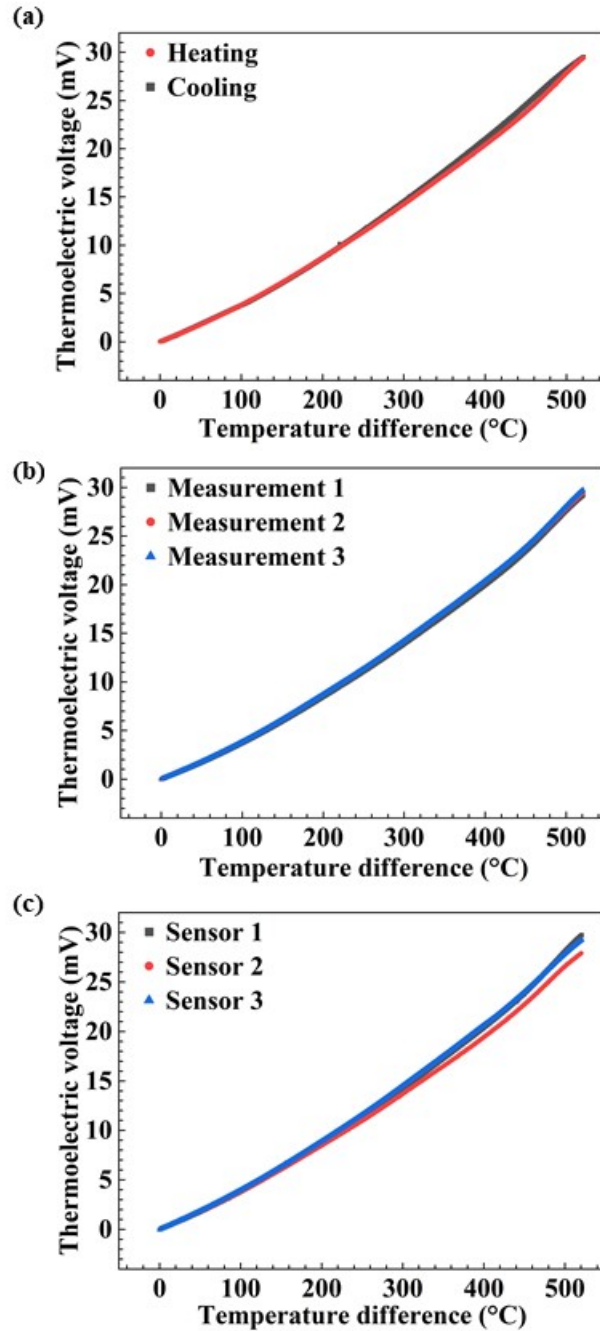 (a)
Heating
Cooling
30
25
20
15
10
5
0
Thermoelectric voltage (mV)
0 100 200 300 400 500
Temperature difference (°C)
(b)
Measurement 1
Measurement 2
Measurement 3
30
25
20
15
10
5
0
Thermoelectric voltage (mV)
0 100 200 300 400 500
Temperature difference (°C)
(c)
Sensor 1
Sensor 2
Sensor 3
30
25
20
15
10
5
0
Thermoelectric voltage (mV)
0 100 200 300 400 500
Temperature difference (°C)